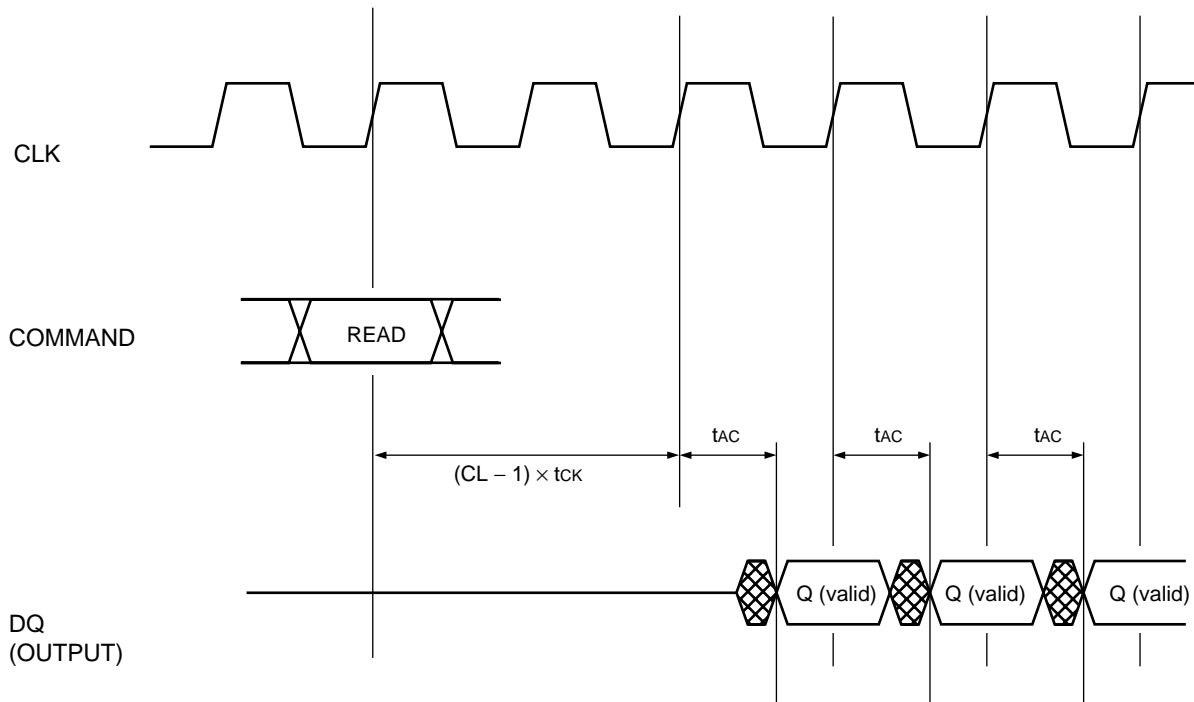 CLK
COMMAND
READ
tAC
tAC
tAC
(CL − 1) × tCK
Q (valid)
Q (valid)
Q (valid)
DQ
(OUTPUT)